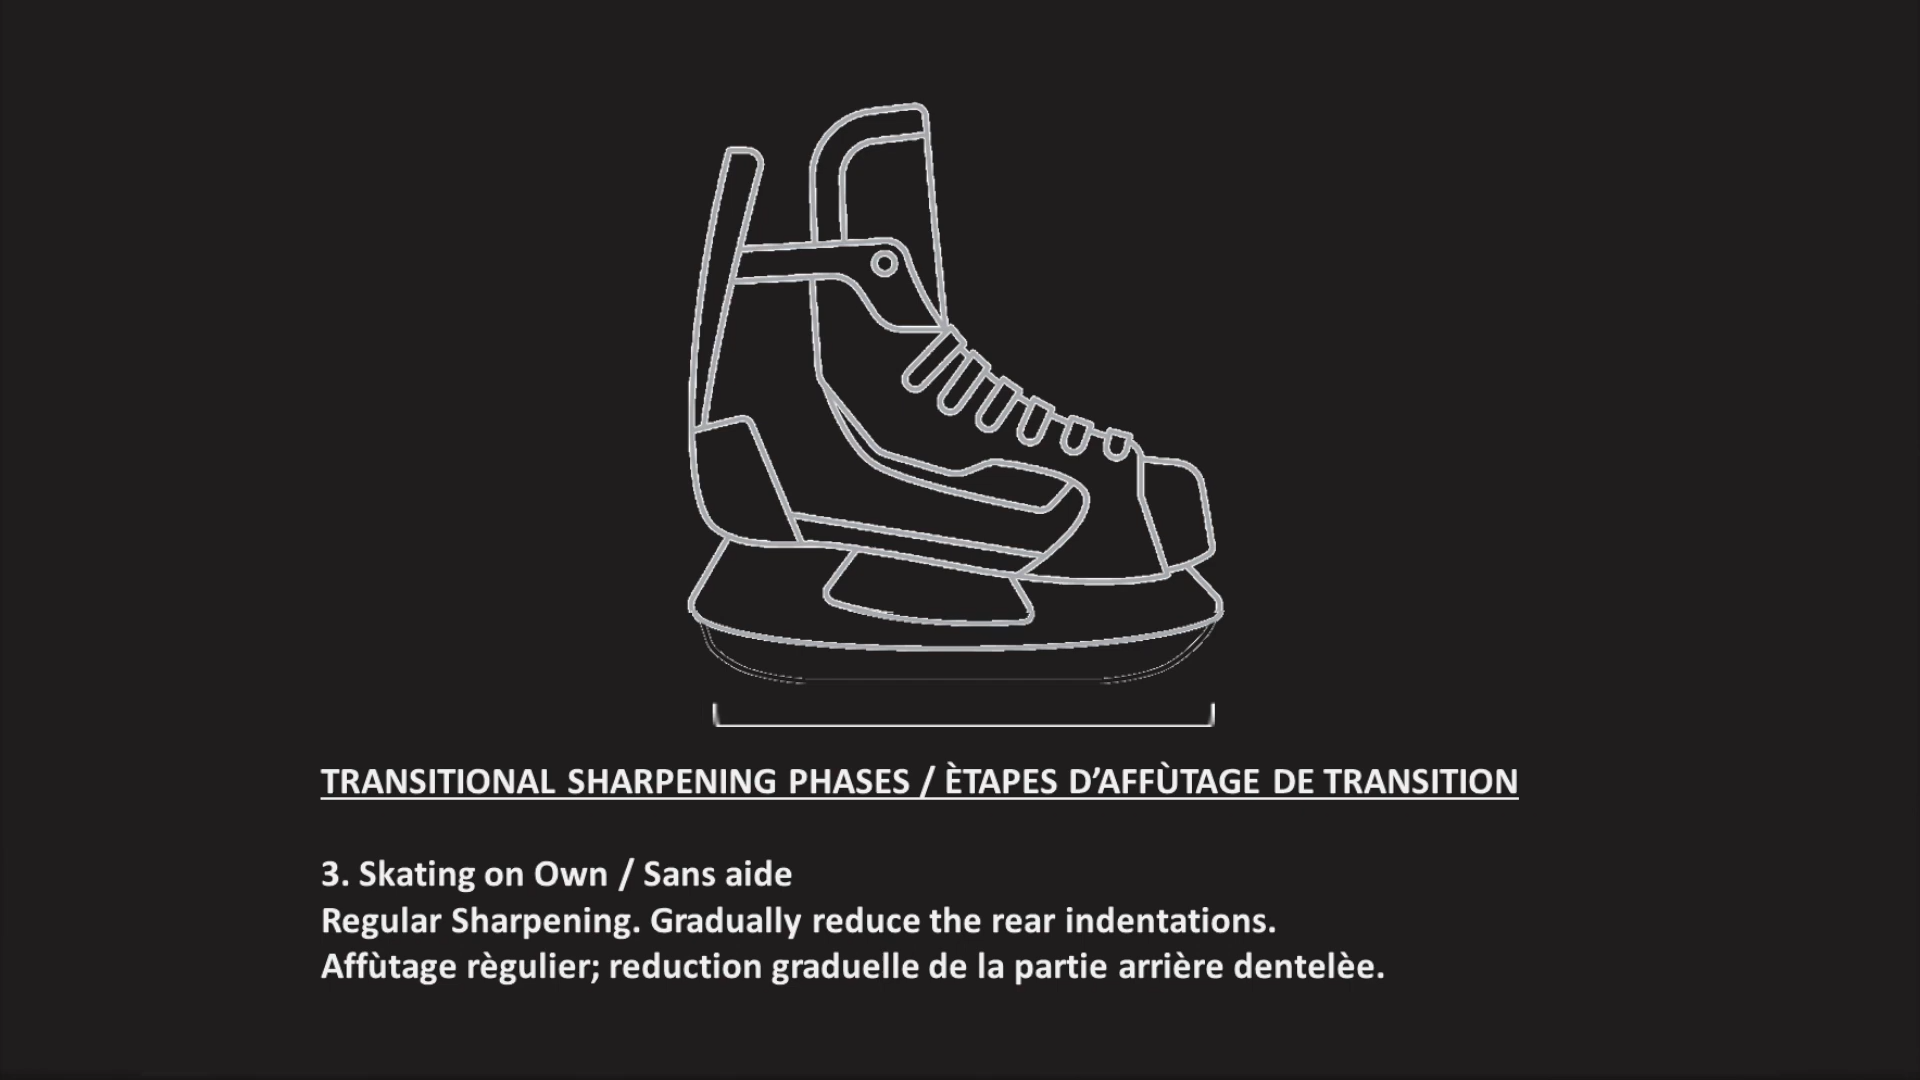 TRANSITIONAL SHARPENING PHASES / ÈTAPES D’AFFÙTAGE DE TRANSITION
3. Skating on Own / Sans aide
Regular Sharpening. Gradually reduce the rear indentations.
Affùtage règulier; reduction graduelle de la partie arrière dentelèe.